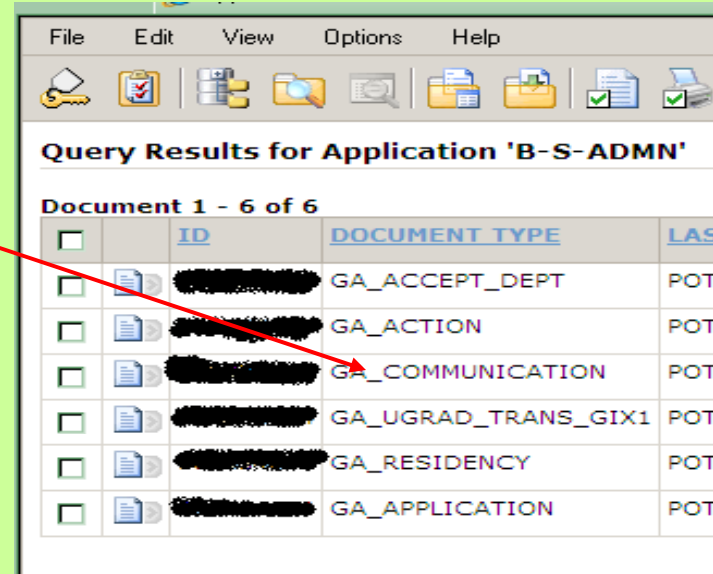 File Edit View Options Help
Query Results for Application 'B-S-ADMN'
Document 1 - 6 of 6
ID DOCUMENT TYPE LAS
GA_ACCEPT_DEPT POT
GA_ACTION POT
GA_COMMUNICATION POT
GA_UGRAD_TRANS_GIX1 POT
GA_RESIDENCY POT
GA_APPLICATION POT